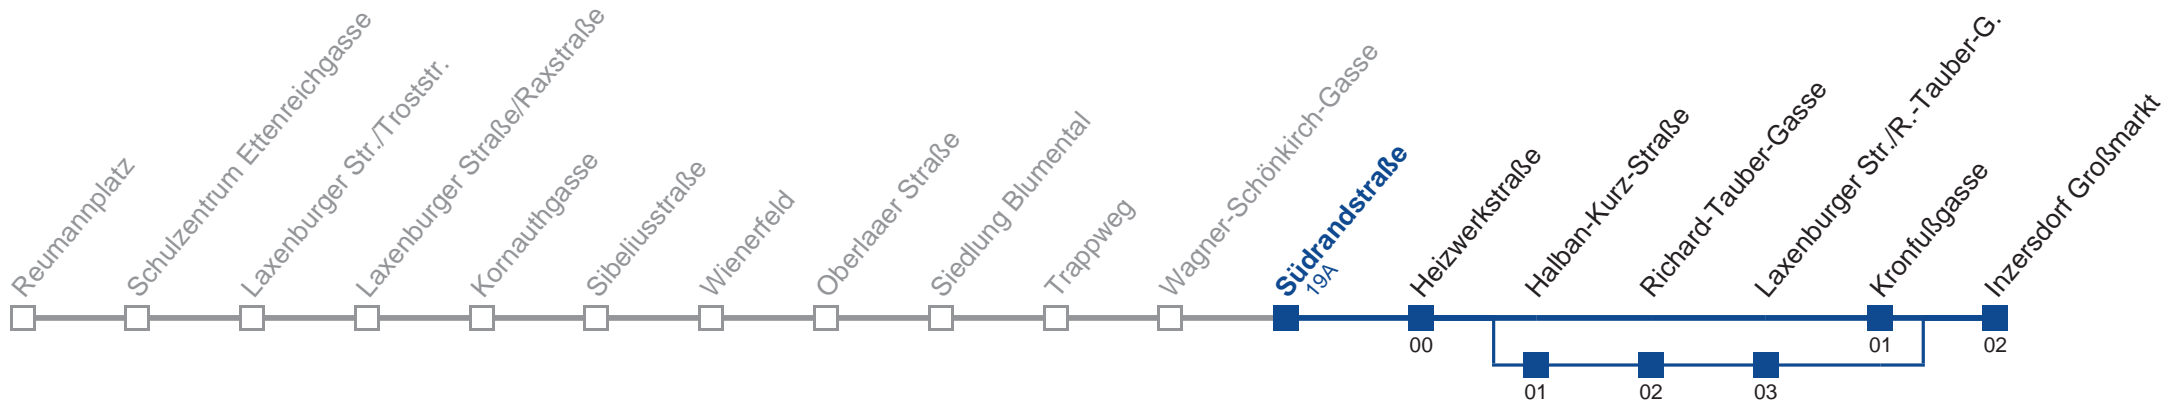 Reumannplatz
Schulzentrum Ettenreichgasse
Laxenburger Str./Troststr.
Laxenburger Straße/Raxstraße
Kornauthgasse
Sibeliusstraße
Wienerfeld
Oberlaaer Straße
Siedlung Blumental
Trappweg
Wagner-Schönkirch-Gasse
Südrandstraße
19A
Heizwerkstraße
Halban-Kurz-Straße
Richard-Tauber-Gasse
Laxenburger Str./R.-Tauber-G.
Kronfußgasse
Inzersdorf Großmarkt
00
01
02
01
02
03